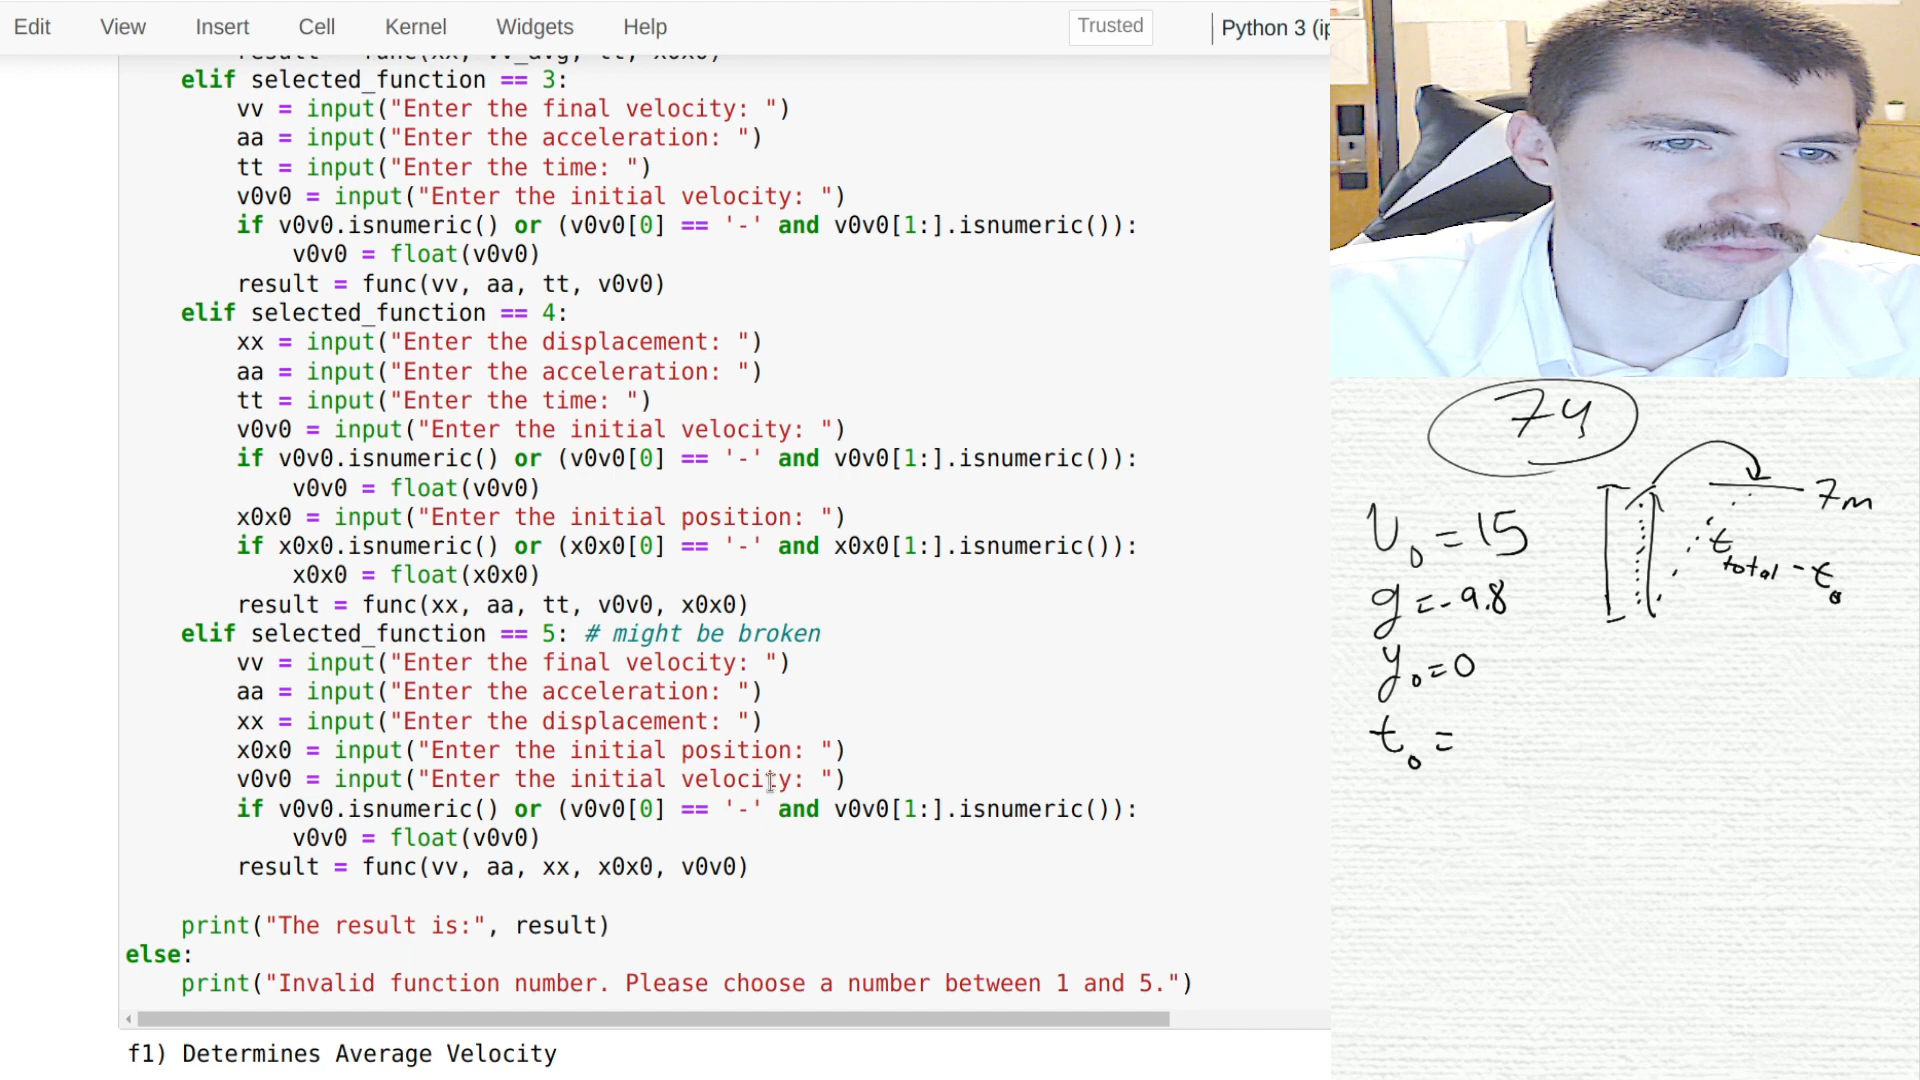 Edit View Insert Cell Kernel Widgets Help Trusted Python 3 (ip
elif selected_function == 3:
vv = input("Enter the final velocity: ")
aa = input("Enter the acceleration: ")
tt = input("Enter the time: ")
v0v0 = input("Enter the initial velocity: ")
if v0v0.isnumeric() or (v0v0[0] == '-' and v0v0[1:].isnumeric()):
v0v0 = float(v0v0)
result = func(vv, aa, tt, v0v0)
elif selected_function == 4:
xx = input("Enter the displacement: ")
aa = input("Enter the acceleration: ")
tt = input("Enter the time: ")
v0v0 = input("Enter the initial velocity: ")
if v0v0.isnumeric() or (v0v0[0] == '-' and v0v0[1:].isnumeric()):
v0v0 = float(v0v0)
x0x0 = input("Enter the initial position: ")
if x0x0.isnumeric() or (x0x0[0] == '-' and x0x0[1:].isnumeric()):
x0x0 = float(x0x0)
result = func(xx, aa, tt, v0v0, x0x0)
elif selected_function == 5: # might be broken
vv = input("Enter the final velocity: ")
aa = input("Enter the acceleration: ")
xx = input("Enter the displacement: ")
x0x0 = input("Enter the initial position: ")
v0v0 = input("Enter the initial velocity: ")
if v0v0.isnumeric() or (v0v0[0] == '-' and v0v0[1:].isnumeric()):
v0v0 = float(v0v0)
result = func(vv, aa, xx, x0x0, v0v0)
print("The result is:", result)
else:
print("Invalid function number. Please choose a number between 1 and 5.")
f1) Determines Average Velocity
74
7m
v0 = 15
t total - t0
g = -9.8
y0 = 0
t0 =